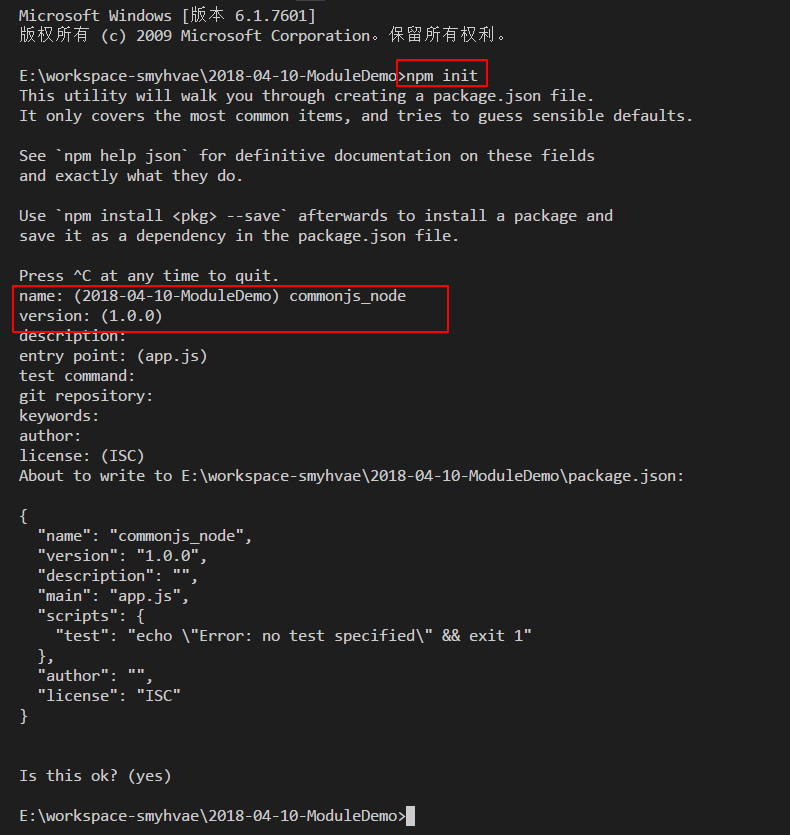 Microsoft Windows [版本 6.1.7601]
版权所有 (c) 2009 Microsoft Corporation。保留所有权利。
E:\workspace-smyhvae\2018-04-10-ModuleDemo>npm init
This utility will walk you through creating a package.json file.
It only covers the most common items, and tries to guess sensible defaults.
See `npm help json` for definitive documentation on these fields
and exactly what they do.
Use `npm install <pkg> --save` afterwards to install a package and
save it as a dependency in the package.json file.
Press ^C at any time to quit.
name: (2018-04-10-ModuleDemo) commonjs_node
version: (1.0.0)
description:
entry point: (app.js)
test command:
git repository:
keywords:
author:
license: (ISC)
About to write to E:\workspace-smyhvae\2018-04-10-ModuleDemo\package.json:
{
  "name": "commonjs_node",
  "version": "1.0.0",
  "description": "",
  "main": "app.js",
  "scripts": {
    "test": "echo \"Error: no test specified\" && exit 1"
  },
  "author": "",
  "license": "ISC"
}
Is this ok? (yes)
E:\workspace-smyhvae\2018-04-10-ModuleDemo>